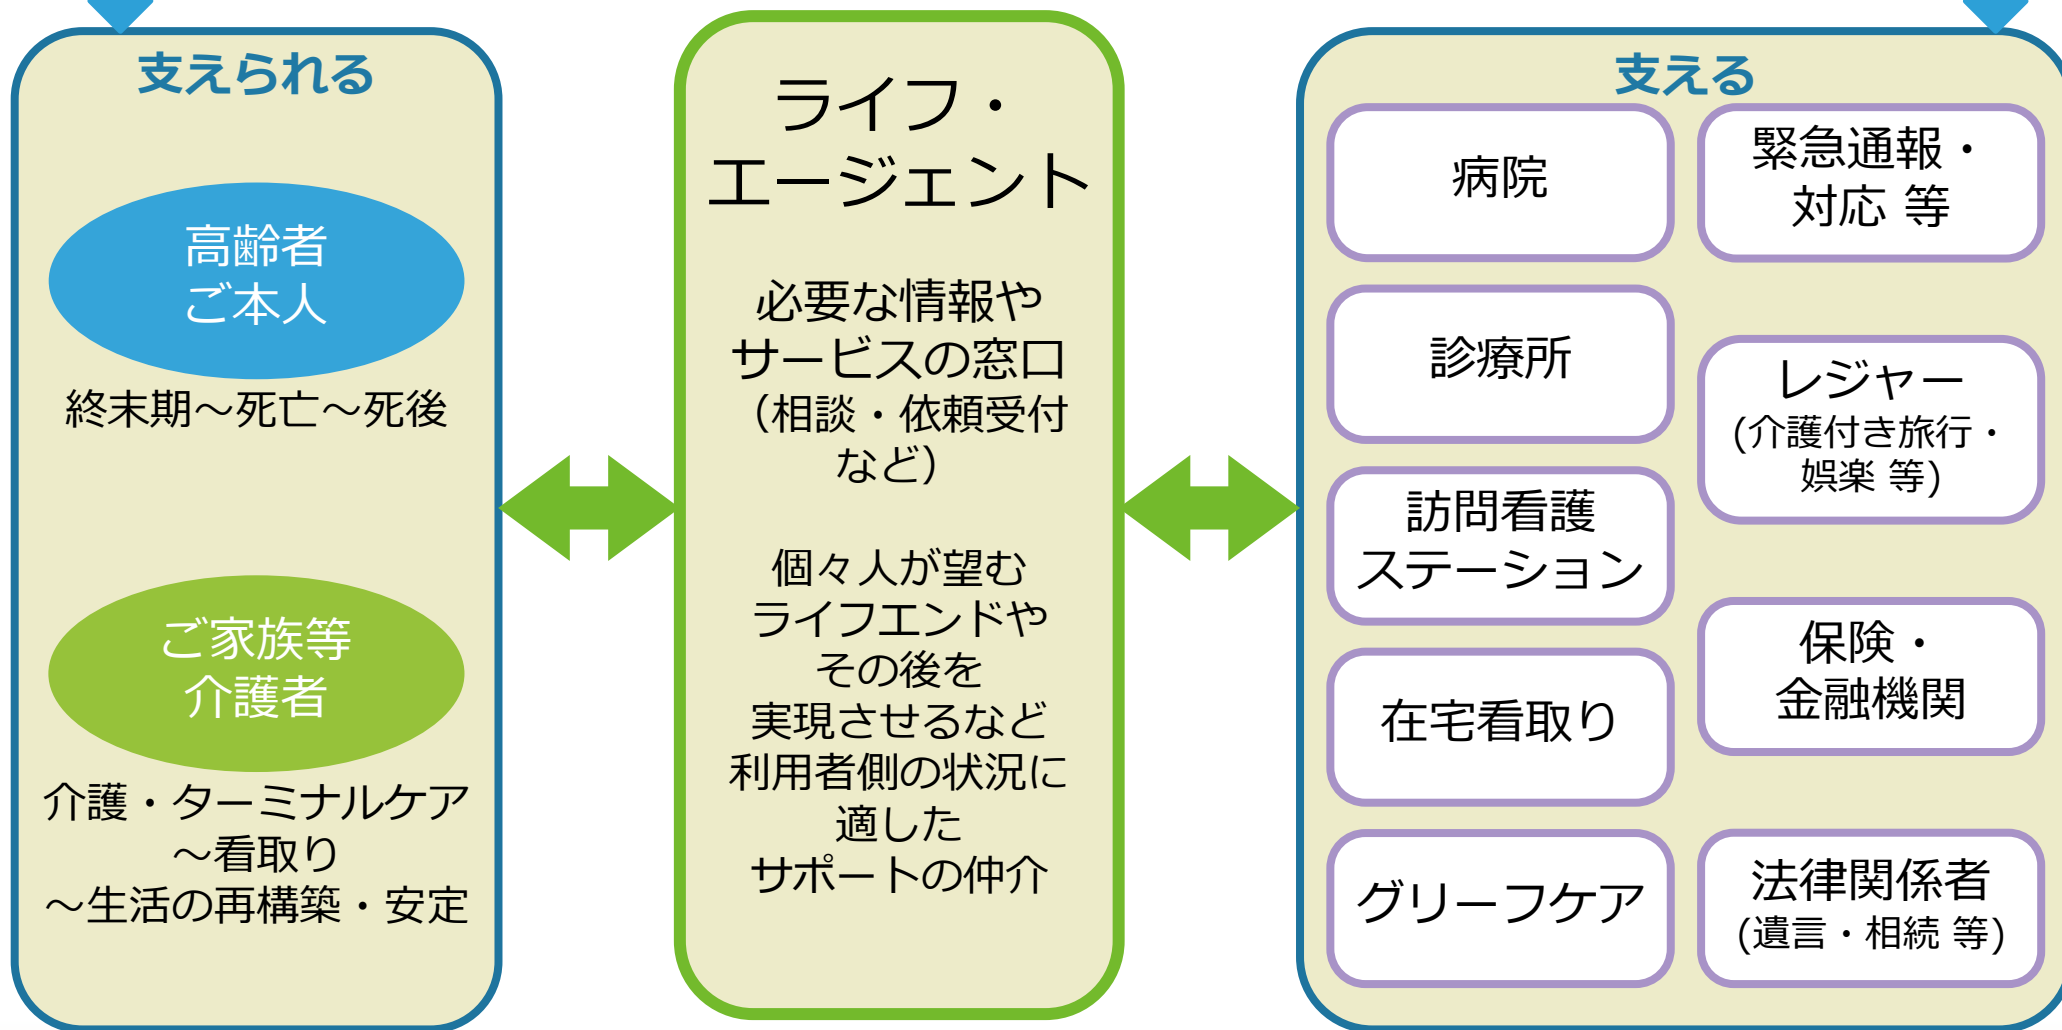 支えられる
高齢者
ご本人
終末期～死亡～死後
ご家族等
介護者
介護・ターミナルケア
～看取り
～生活の再構築・安定
ライフ・
エージェント
必要な情報や
サービスの窓口
（相談・依頼受付
など）
個々人が望む
ライフエンドや
その後を
実現させるなど
利用者側の状況に
適した
サポートの仲介
支える
病院
診療所
訪問看護
ステーション
在宅看取り
グリーフケア
緊急通報・
対応 等
レジャー
(介護付き旅行・
娯楽 等)
保険・
金融機関
法律関係者
(遺言・相続 等)